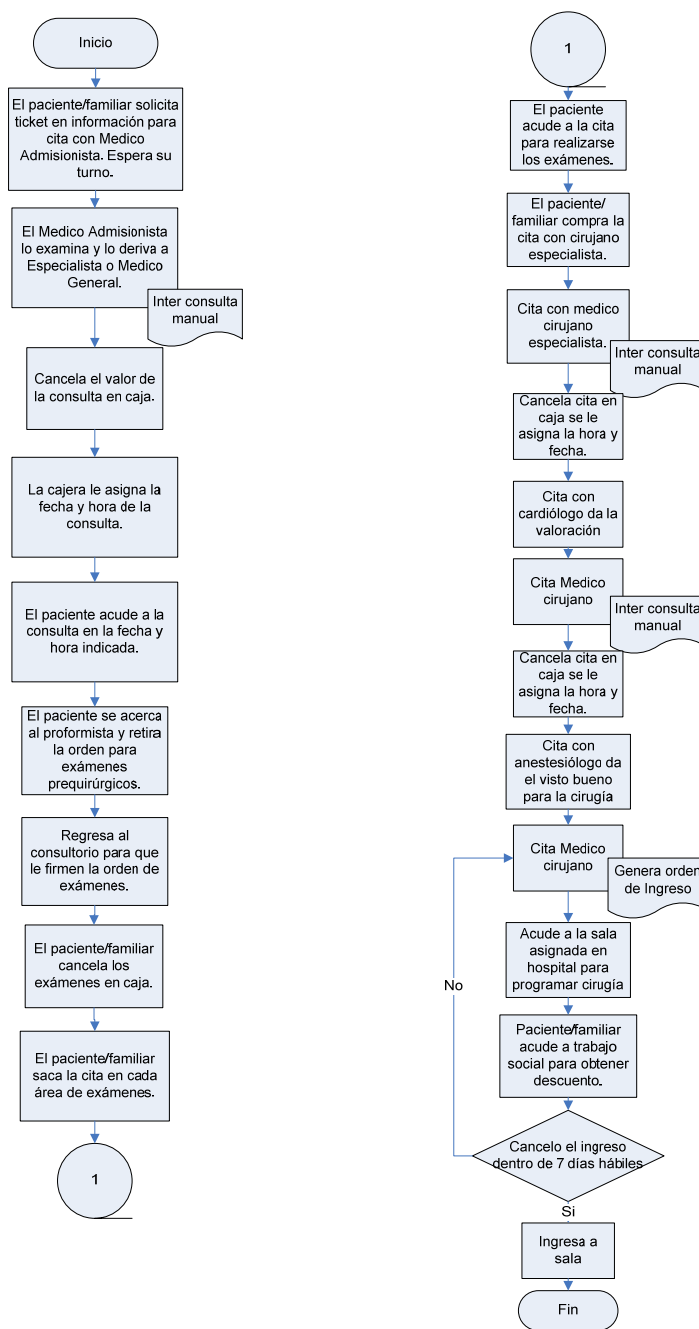 Inicio
El paciente/familiar solicita
ticket en información para
cita con Medico
Admisionista. Espera su
turno.
El Medico Admisionista
lo examina y lo deriva a
Especialista o Medico
General.
Inter consulta
manual
Cancela el valor de
la consulta en caja.
La cajera le asigna la
fecha y hora de la
consulta.
El paciente acude a la
consulta en la fecha y
hora indicada.
El paciente se acerca
al proformista y retira
la orden para
exámenes
prequirúrgicos.
Regresa al
consultorio para que
le firmen la orden de
exámenes.
El paciente/familiar
cancela los
exámenes en caja.
El paciente/familiar
saca la cita en cada
área de exámenes.
1
1
El paciente
acude a la cita
para realizarse
los exámenes.
El paciente/
familiar compra la
cita con cirujano
especialista.
Cita con medico
cirujano
especialista.
Inter consulta
manual
Cancela cita en
caja se le
asigna la hora y
fecha.
Cita con
cardiólogo da la
valoración
Cita Medico
cirujano
Inter consulta
manual
Cancela cita en
caja se le
asigna la hora y
fecha.
Cita con
anestesiólogo da
el visto bueno
para la cirugía
Cita Medico
cirujano
Genera orden
de Ingreso
Acude a la sala
asignada en
hospital para
programar cirugía
No
Paciente/familiar
acude a trabajo
social para obtener
descuento.
Cancelo el ingreso
dentro de 7 días hábiles
Si
Ingresa a
sala
Fin